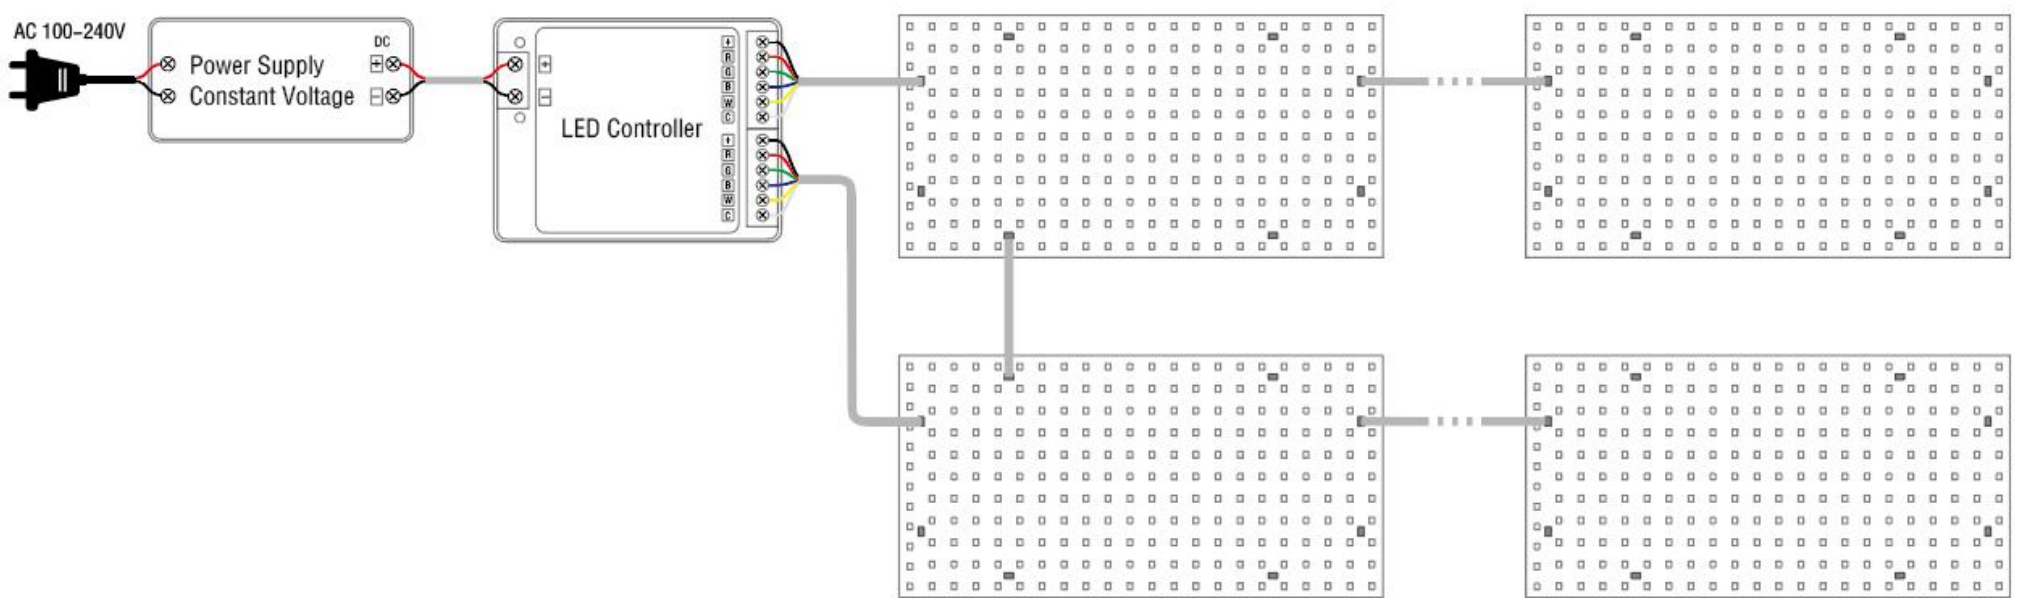 AC 100-240V
Power Supply
Constant Voltage
DC
+
−
+
−
LED Controller
+
R
G
B
W
C
+
R
G
B
W
C